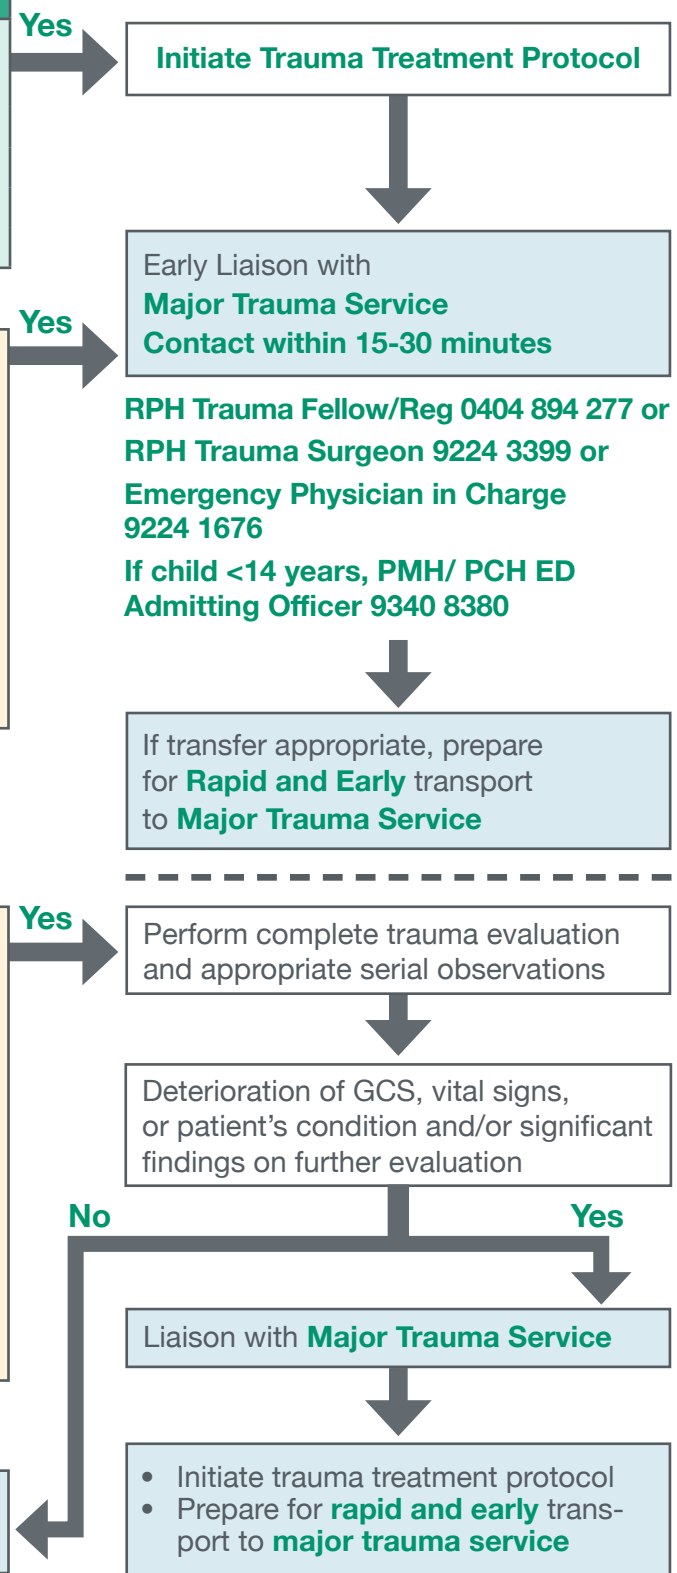 Yes
Initiate Trauma Treatment Protocol
Early Liaison with
Major Trauma Service
Contact within 15-30 minutes
Yes
RPH Trauma Fellow/Reg 0404 894 277 or
RPH Trauma Surgeon 9224 3399 or
Emergency Physician in Charge
9224 1676
If child <14 years, PMH/ PCH ED
Admitting Officer 9340 8380
If transfer appropriate, prepare
for Rapid and Early transport
to Major Trauma Service
Yes
Perform complete trauma evaluation
and appropriate serial observations
Deterioration of GCS, vital signs,
or patient's condition and/or significant
findings on further evaluation
No
Yes
Liaison with Major Trauma Service
• Initiate trauma treatment protocol
• Prepare for rapid and early trans-
port to major trauma service